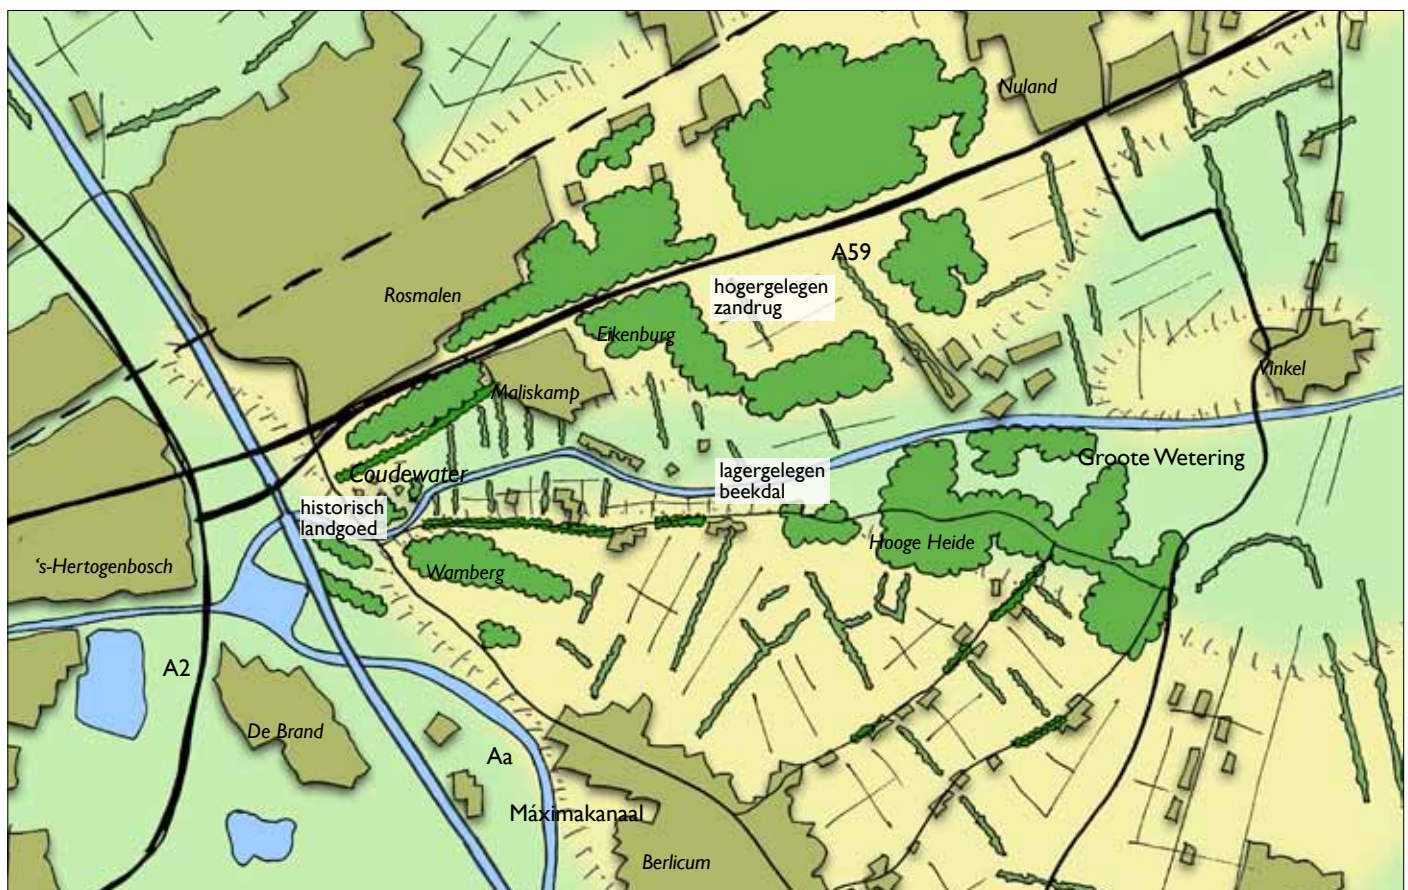 Nuland
A59
hogergelegen
zandrug
Rosmalen
Eikenburg
Vinkel
Maliskamp
Groote Wetering
lagergelegen
beekdal
Coudewater
historisch
landgoed
Hooge Heide
‘s-Hertogenbosch
Wamberg
A2
De Brand
Aa
Máximakanaal
Berlicum